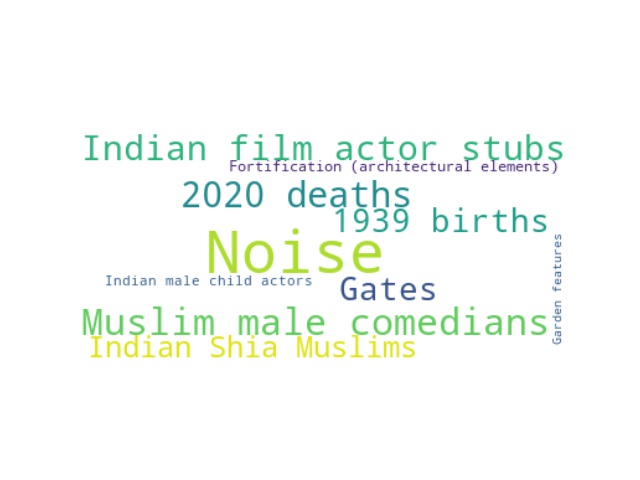 Indian film actor stubs
Fortification (architectural elements)
2020 deaths
1939 births
Noise
Indian male child actors
Gates
Garden features
Muslim male comedians
Indian Shia Muslims